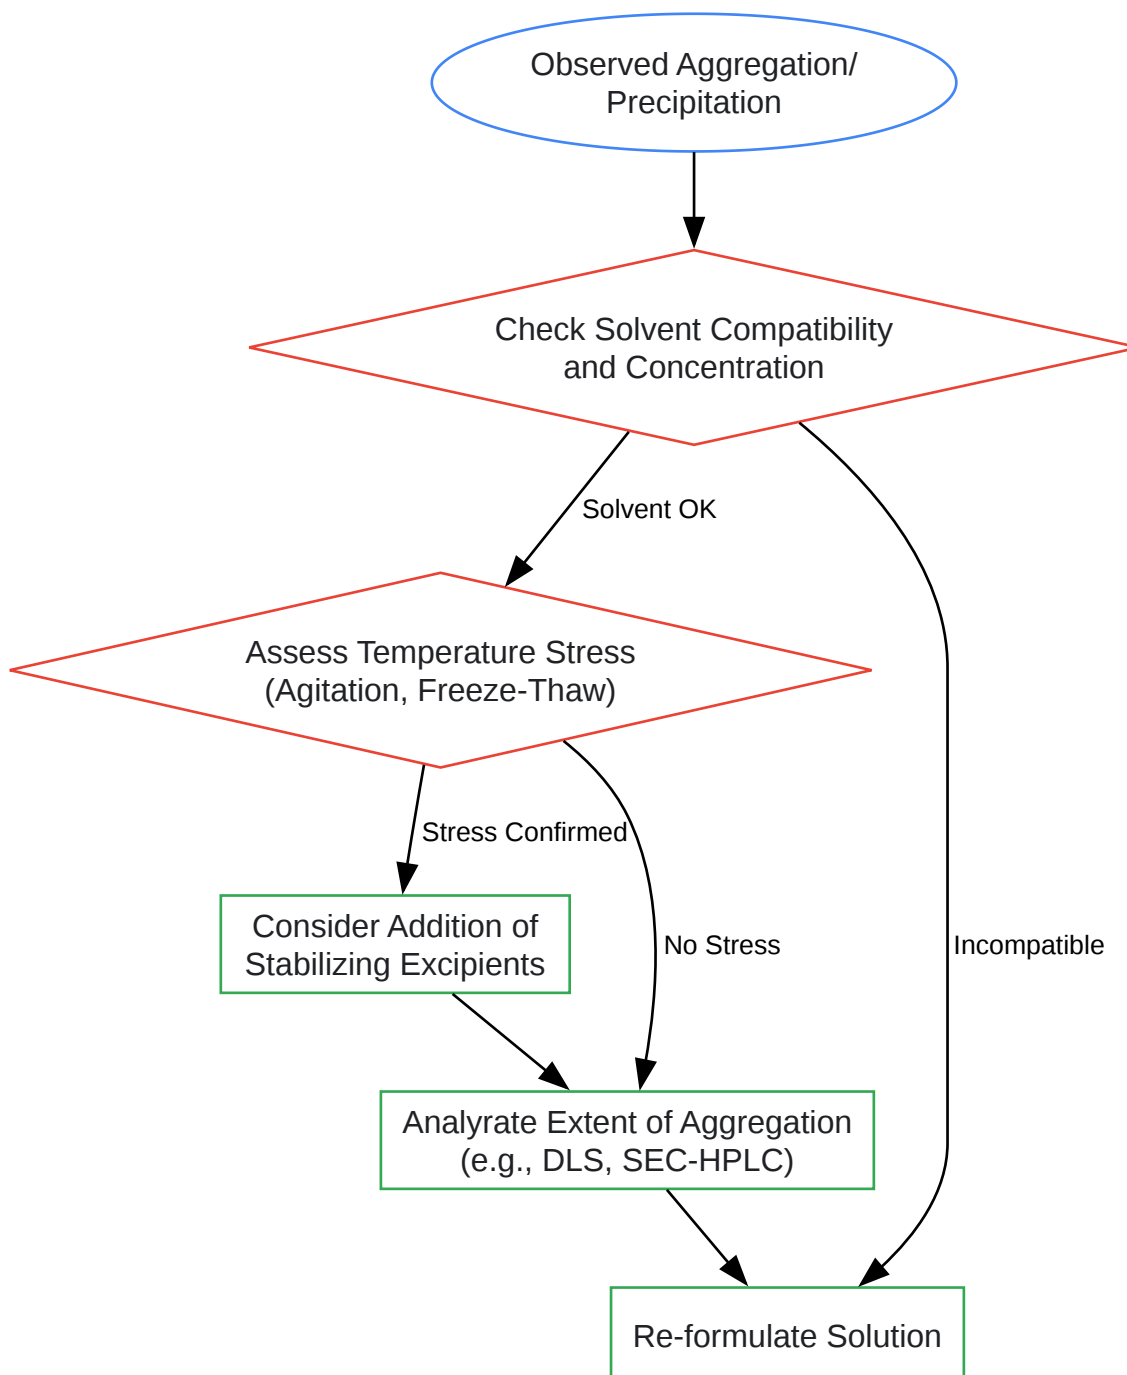 Observed Aggregation/
Precipitation
Check Solvent Compatibility
and Concentration
Solvent OK
Assess Temperature Stress
(Agitation, Freeze-Thaw)
Stress Confirmed
Consider Addition of
Stabilizing Excipients
No Stress
Incompatible
Analyrate Extent of Aggregation
(e.g., DLS, SEC-HPLC)
Re-formulate Solution